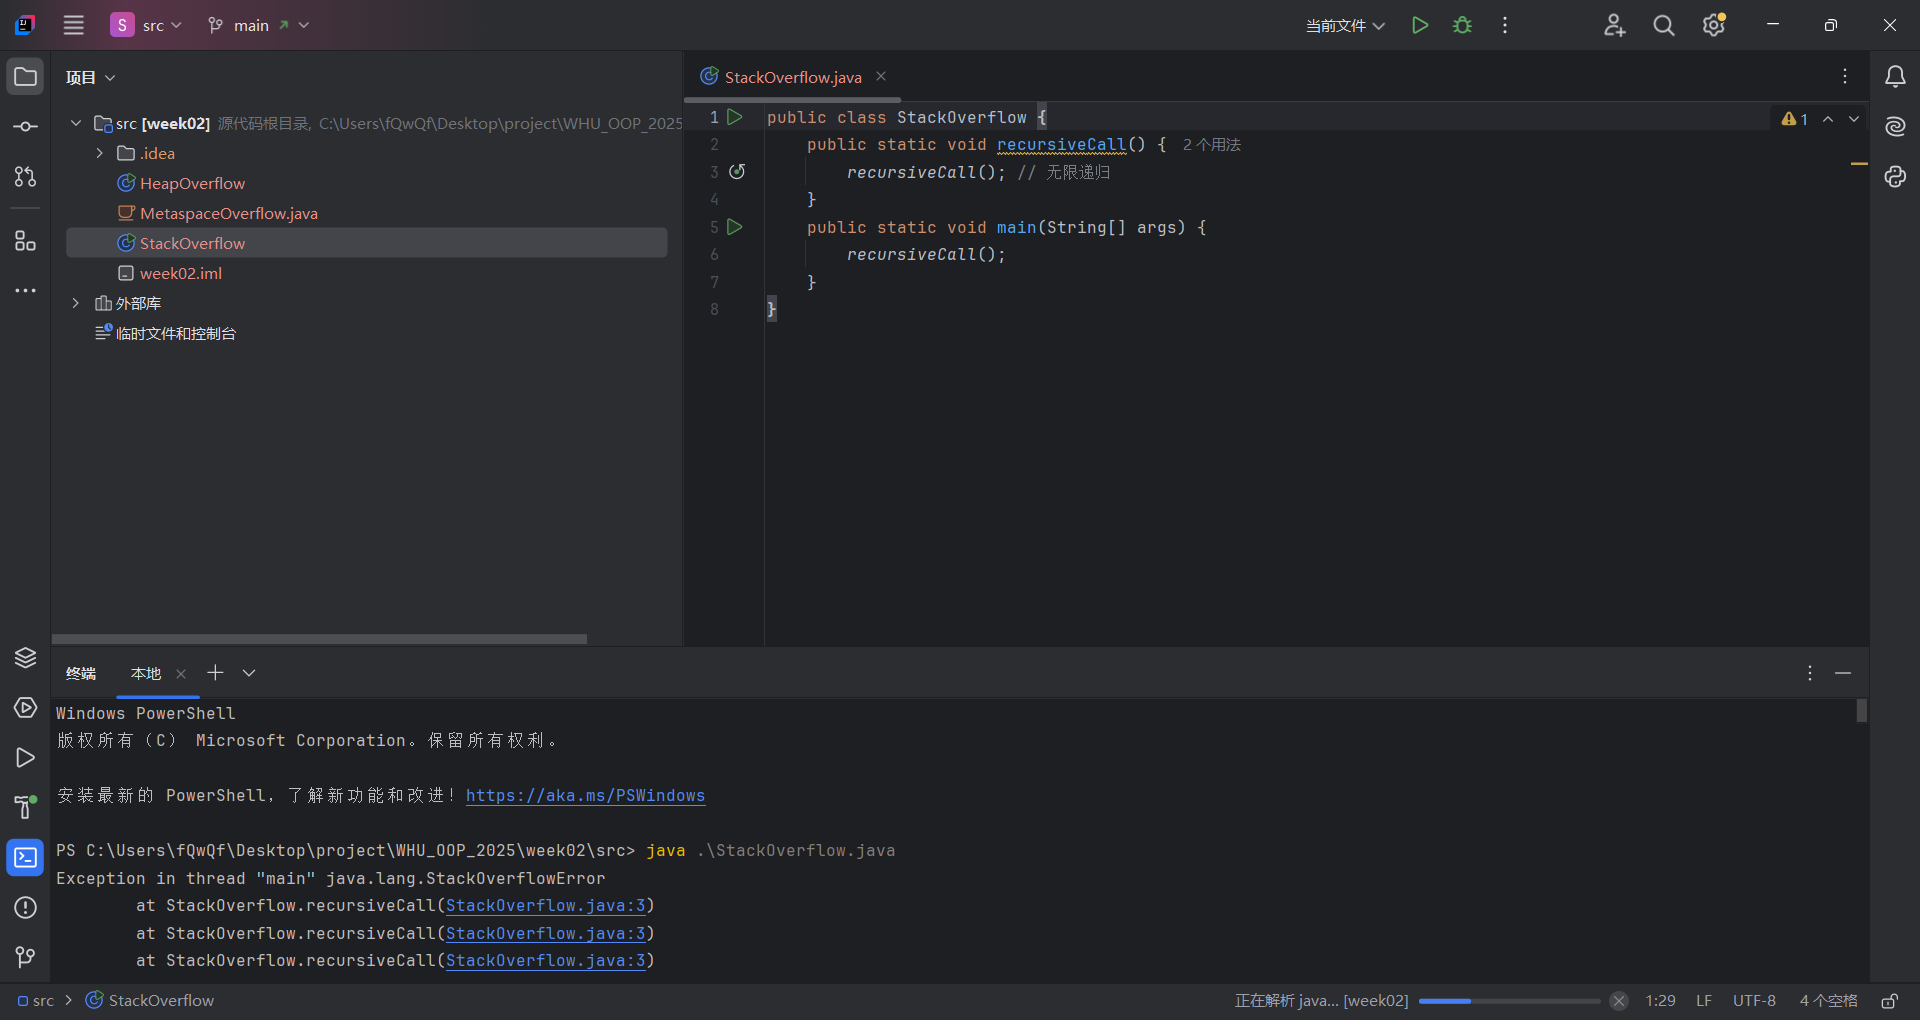 S src main 当前文件
项目
src [week02] 源代码根目录, C:\Users\fQwQf\Desktop\project\WHU_OOP_2025
.idea
HeapOverflow
MetaspaceOverflow.java
StackOverflow
week02.iml
外部库
临时文件和控制台
StackOverflow.java
1 public class StackOverflow {
2 public static void recursiveCall() { 2 个用法
3 recursiveCall(); // 无限递归
4 }
5 public static void main(String[] args) {
6 recursiveCall();
7 }
8 }
1
终端 本地
Windows PowerShell
版权所有（C） Microsoft Corporation。保留所有权利。
安装最新的 PowerShell，了解新功能和改进！https://aka.ms/PSWindows
PS C:\Users\fQwQf\Desktop\project\WHU_OOP_2025\week02\src> java .\StackOverflow.java
Exception in thread "main" java.lang.StackOverflowError
at StackOverflow.recursiveCall(StackOverflow.java:3)
at StackOverflow.recursiveCall(StackOverflow.java:3)
at StackOverflow.recursiveCall(StackOverflow.java:3)
src StackOverflow 正在解析 java... [week02] 1:29 LF UTF-8 4 个空格